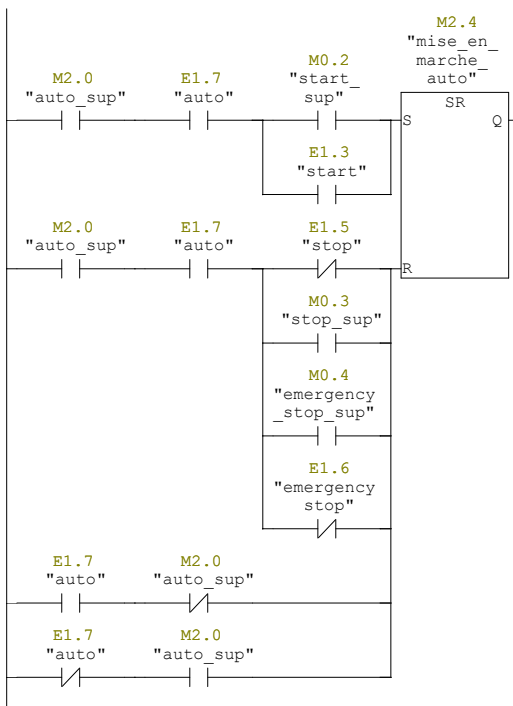 M2.4
"mise_en_
marche_
auto"
M2.0
"auto_sup"
E1.7
"auto"
M0.2
"start_
sup"
SR
S
Q
E1.3
"start"
M2.0
"auto_sup"
E1.7
"auto"
E1.5
"stop"
R
M0.3
"stop_sup"
M0.4
"emergency
_stop_sup"
E1.6
"emergency
stop"
E1.7
"auto"
M2.0
"auto_sup"
E1.7
"auto"
M2.0
"auto_sup"